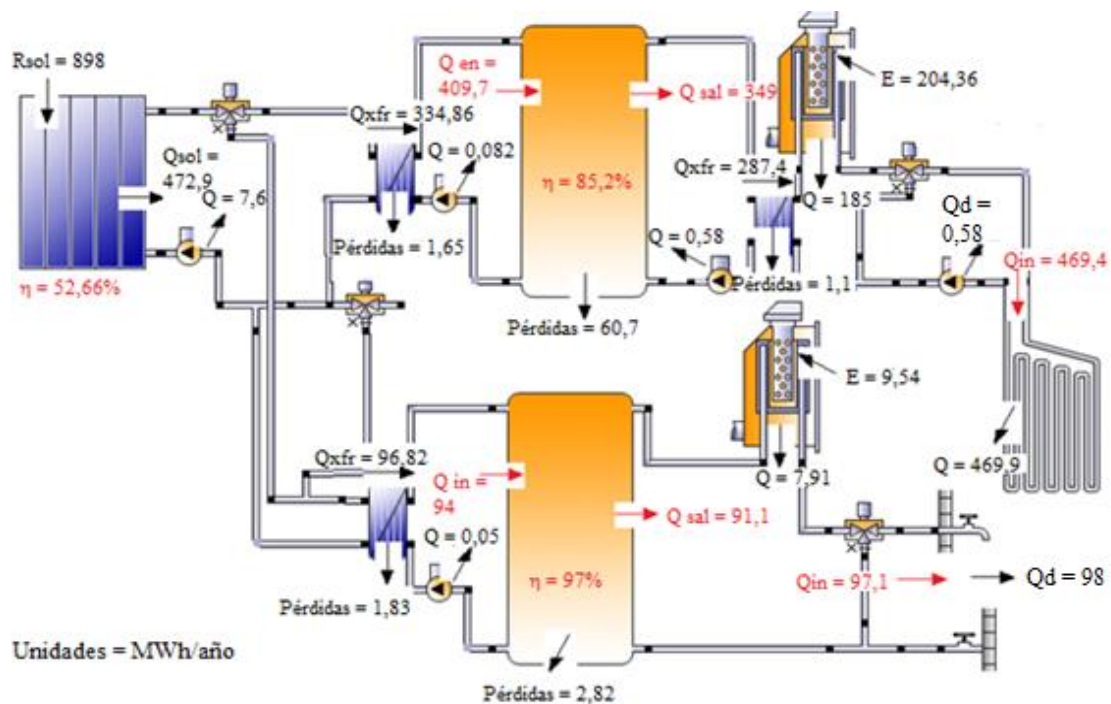 Rsol = 898
Q en =
409,7
Q sal = 349
E = 204,36
Qxfr = 334,86
Qsol =
472,9
Q = 7,6
Q = 0,082
η = 85,2%
Qxfr = 287,4
Q = 185
Qd =
0,58
Q = 0,58
Qin = 469,4
Pérdidas = 1,65
Pérdidas = 1,1
η = 52,66%
Pérdidas = 60,7
E = 9,54
Qxfr = 96,82
Q in =
94
Q = 7,91
Q = 469,9
Q sal = 91,1
Q = 0,05
η = 97%
Qin = 97,1
Qd = 98
Pérdidas = 1,83
Unidades = MWh/año
Pérdidas = 2,82